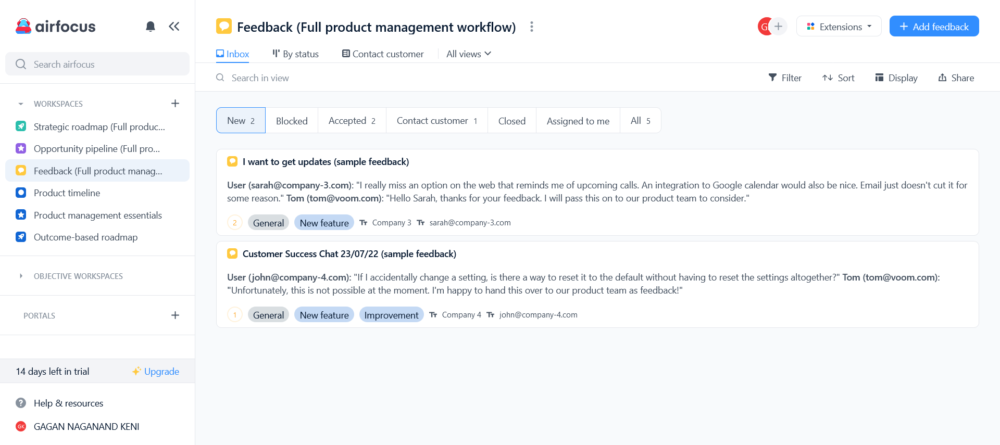 airfocus
Search airfocus
WORKSPACES
Strategic roadmap (Full produc...
Opportunity pipeline (Full pro...
Feedback (Full product manag...
Product timeline
Product management essentials
Outcome-based roadmap
OBJECTIVE WORKSPACES
PORTALS
14 days left in trial Upgrade
Help & resources
GK GAGAN NAGANAND KENI
Feedback (Full product management workflow)
Extensions
Add feedback
Inbox By status Contact customer All views
Search in view
Filter Sort Display Share
New 2 Blocked Accepted 2 Contact customer 1 Closed Assigned to me All 5
I want to get updates (sample feedback)
User (sarah@company-3.com): "I really miss an option on the web that reminds me of upcoming calls. An integration to Google calendar would also be nice. Email just doesn't cut it for
some reason." Tom (tom@voom.com): "Hello Sarah, thanks for your feedback. I will pass this on to our product team to consider."
2 General New feature Company 3 sarah@company-3.com
Customer Success Chat 23/07/22 (sample feedback)
User (john@company-4.com): "If I accidentally change a setting, is there a way to reset it to the default without having to reset the settings altogether?" Tom (tom@voom.com):
"Unfortunately, this is not possible at the moment. I'm happy to hand this over to our product team as feedback!"
1 General New feature Improvement Company 4 john@company-4.com